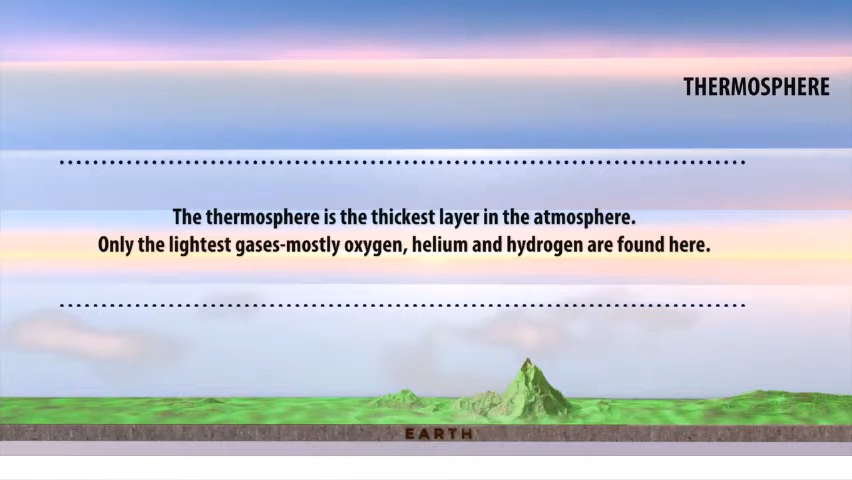 THERMOSPHERE
The thermosphere is the thickest layer in the atmosphere.
Only the lightest gases-mostly oxygen, helium and hydrogen are found here.
EARTH